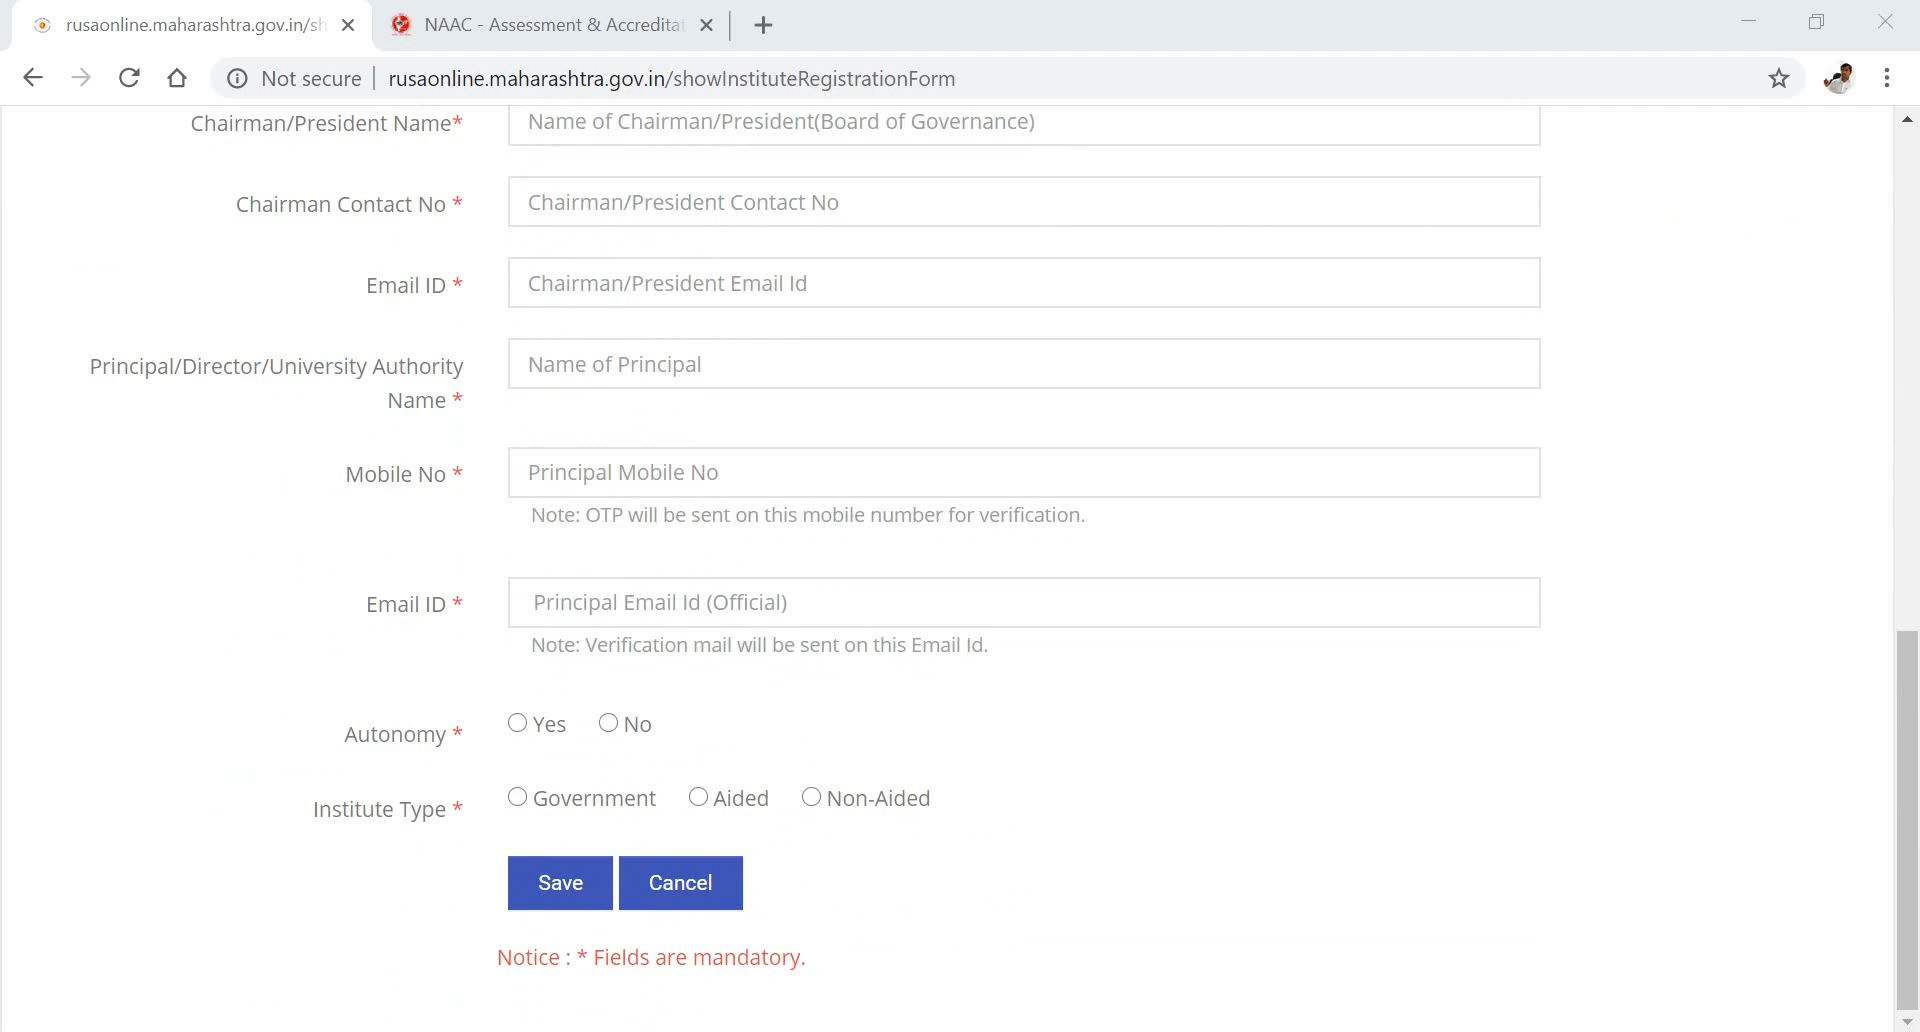 rusaonline.maharashtra.gov.in/sh
NAAC - Assessment & Accreditat
Not secure
rusaonline.maharashtra.gov.in/showInstituteRegistrationForm
Chairman/President Name*
Name of Chairman/President(Board of Governance)
Chairman Contact No *
Chairman/President Contact No
Email ID *
Chairman/President Email Id
Principal/Director/University Authority
Name *
Name of Principal
Mobile No *
Principal Mobile No
Note: OTP will be sent on this mobile number for verification.
Email ID *
Principal Email Id (Official)
Note: Verification mail will be sent on this Email Id.
Autonomy *
Yes No
Institute Type *
Government Aided Non-Aided
Save Cancel
Notice : * Fields are mandatory.